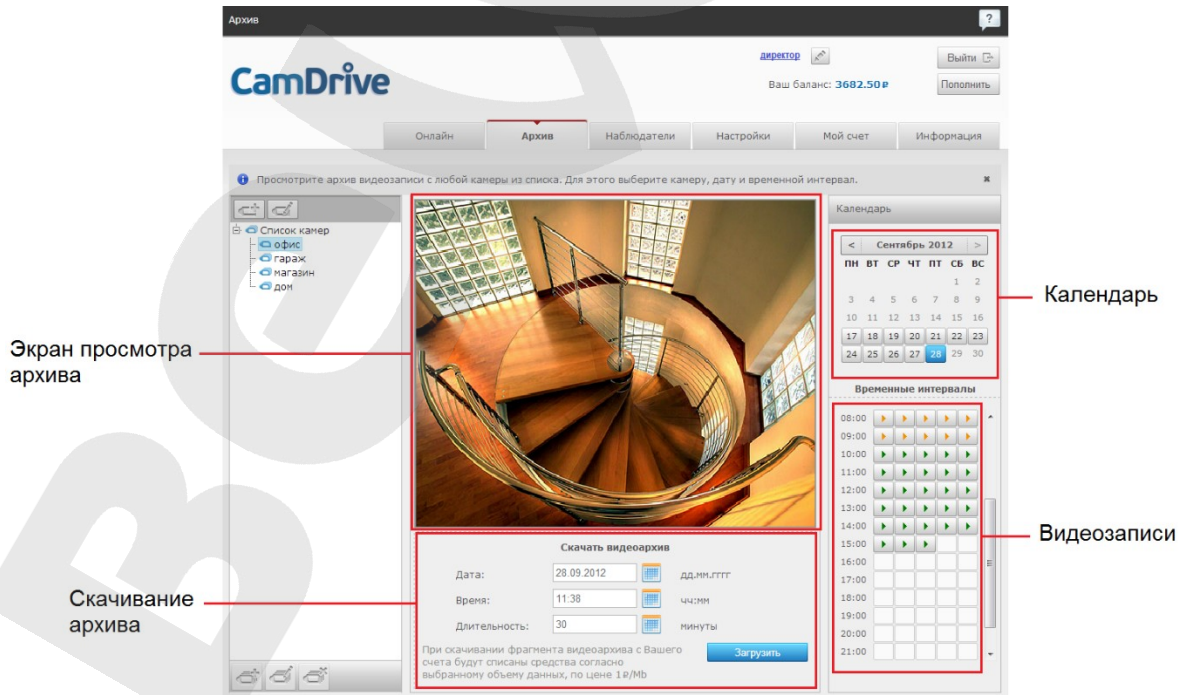 Архив
?
CamDrive
директор
Выйти
Ваш баланс: 3682.50 ₽
Пополнить
Онлайн
Архив
Наблюдатели
Настройки
Мой счет
Информация
Просмотрите архив видеозаписи с любой камеры из списка. Для этого выберите камеру, дату и временной интервал.
Список камер
офис
гараж
магазин
дом
Календарь
< Сентябрь 2012 >
ПН ВТ СР ЧТ ПТ СБ ВС
1 2
3 4 5 6 7 8 9
10 11 12 13 14 15 16
17 18 19 20 21 22 23
24 25 26 27 28 29 30
Временные интервалы
08:00
09:00
10:00
11:00
12:00
13:00
14:00
15:00
16:00
17:00
18:00
19:00
20:00
21:00
Скачать видеоархив
Дата: 28.09.2012 дд.мм.гггг
Время: 11:38 чч:мм
Длительность: 30 минуты
При скачивании фрагмента видеоархива с Вашего
счета будут списаны средства согласно
выбранному объему данных, по цене 1₽/Mb
Загрузить
Экран просмотра
архива
Скачивание
архива
Календарь
Видеозаписи